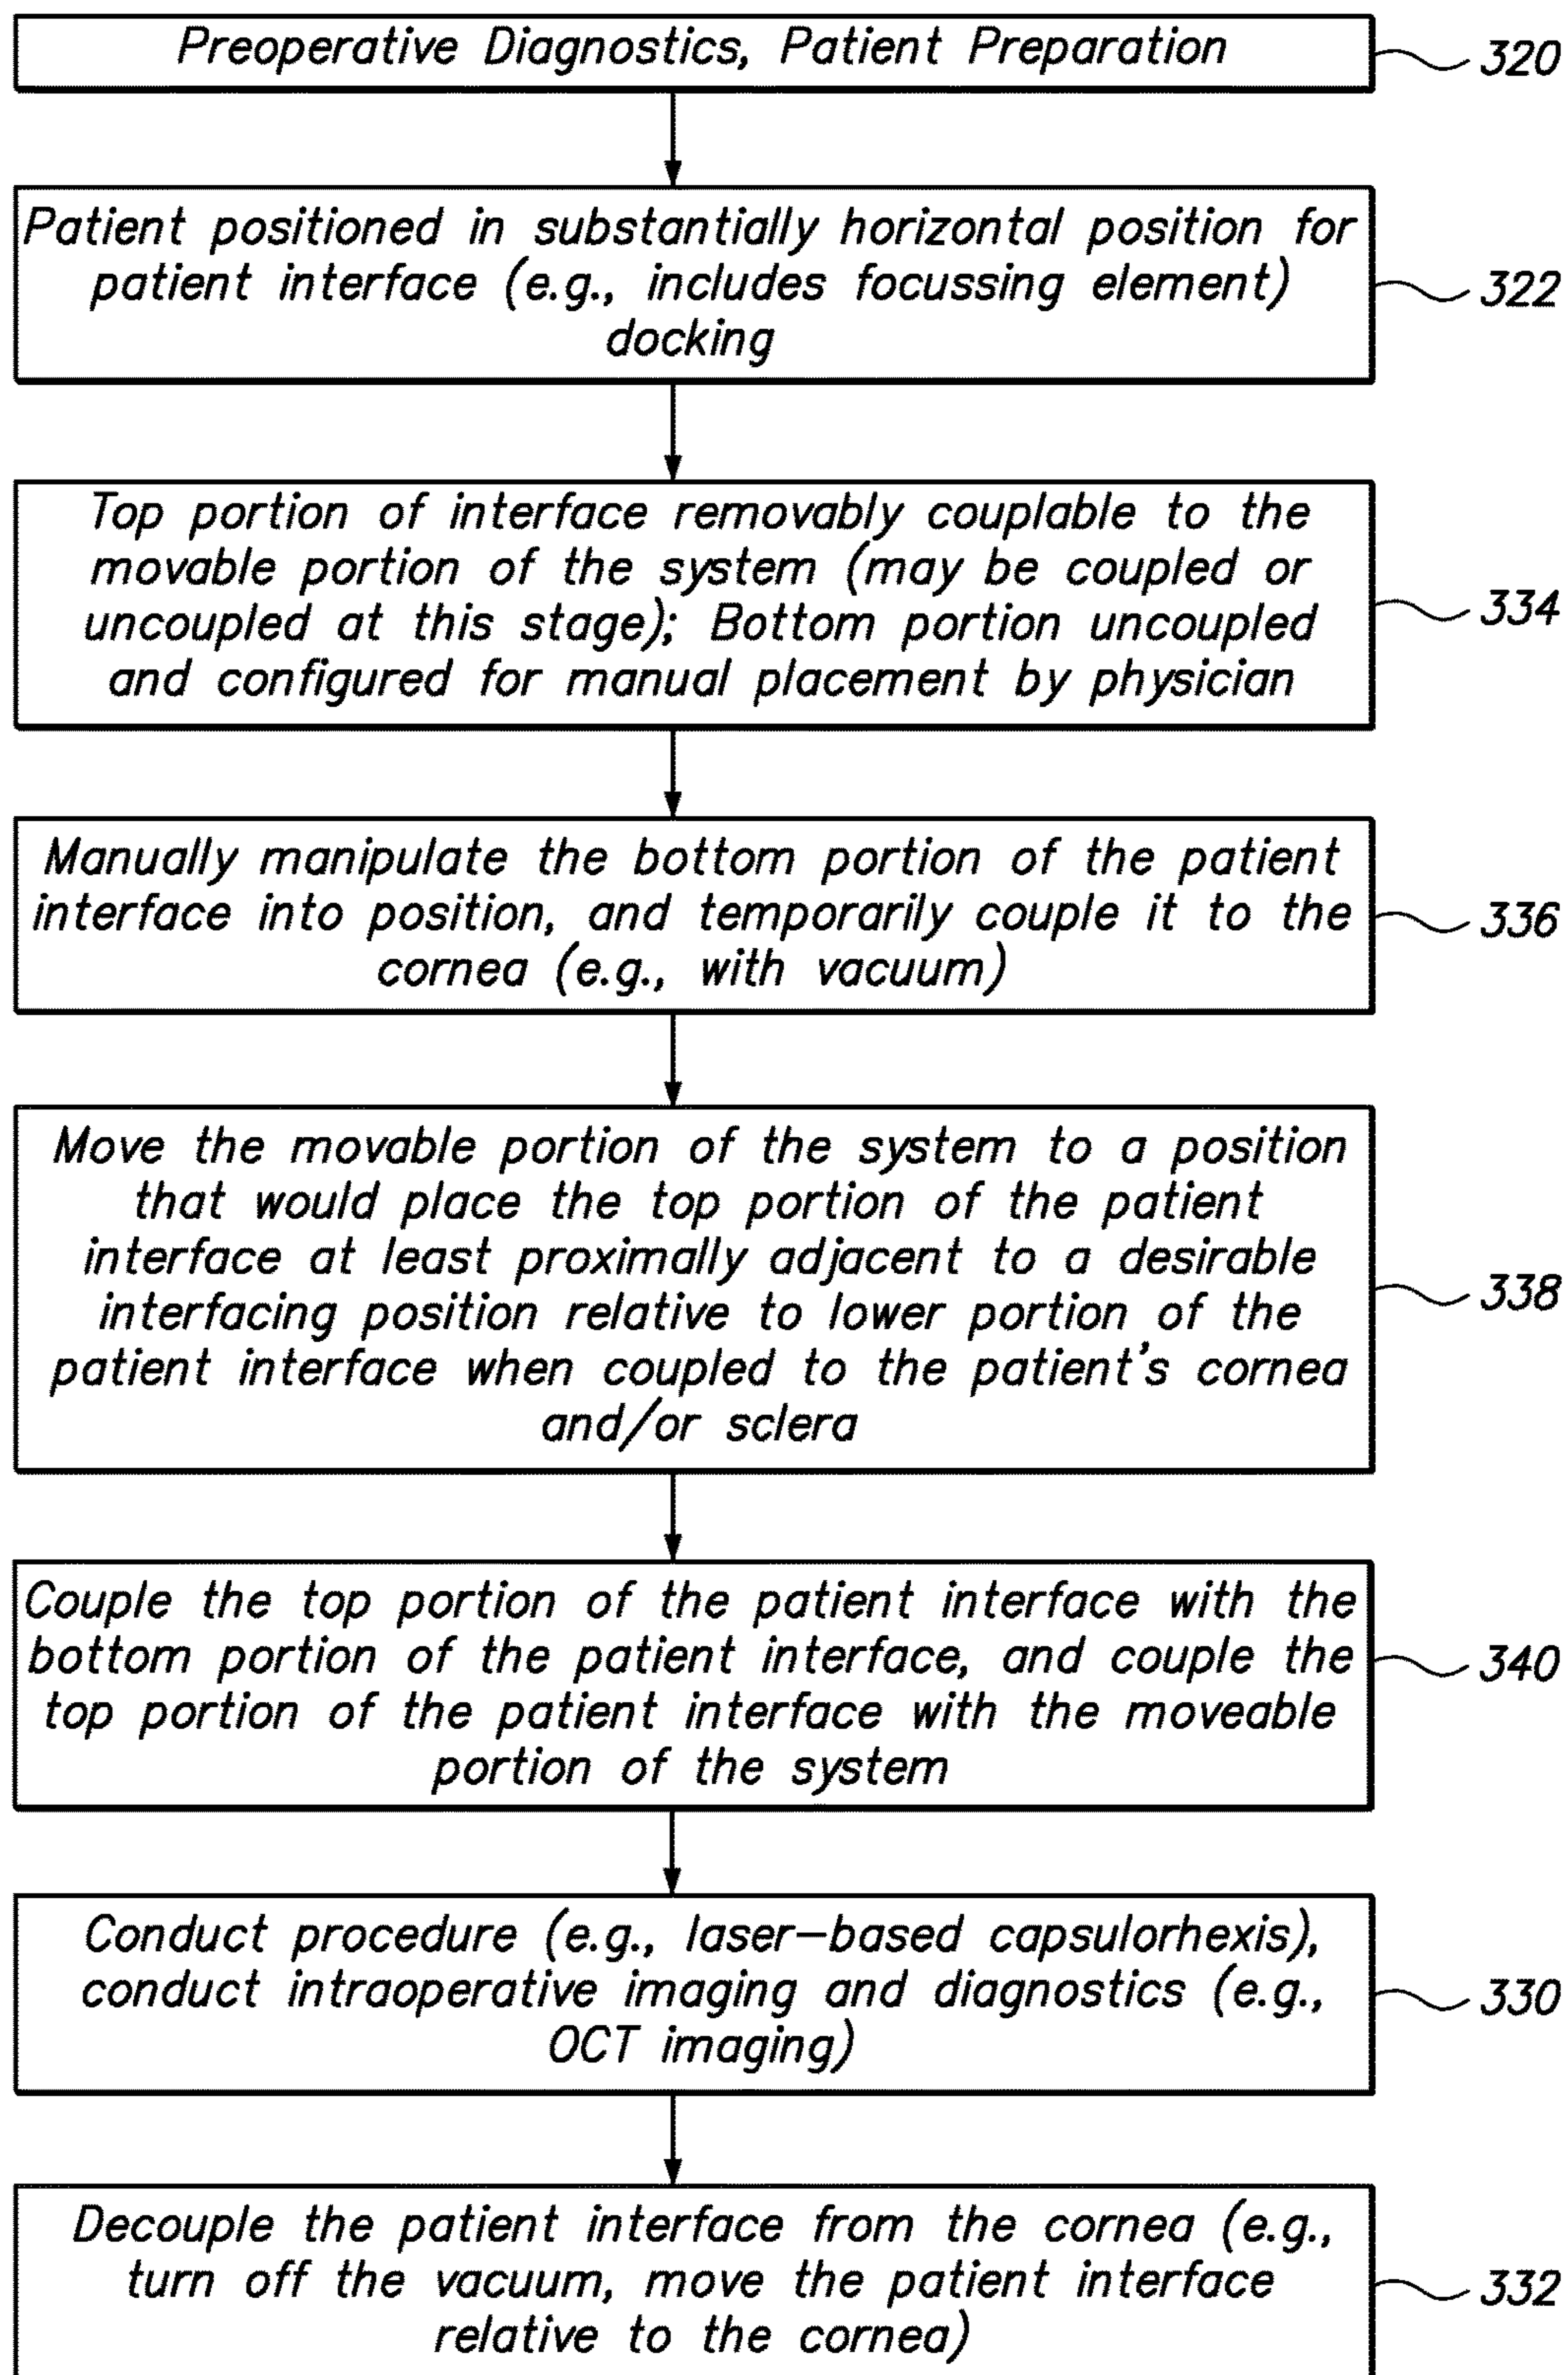 Preoperative Diagnostics, Patient Preparation
320
Patient positioned in substantially horizontal position for
patient interface (e.g., includes focussing element)
docking
322
Top portion of interface removably couplable to the
movable portion of the system (may be coupled or
uncoupled at this stage); Bottom portion uncoupled
and configured for manual placement by physician
334
Manually manipulate the bottom portion of the patient
interface into position, and temporarily couple it to the
cornea (e.g., with vacuum)
336
Move the movable portion of the system to a position
that would place the top portion of the patient
interface at least proximally adjacent to a desirable
interfacing position relative to lower portion of the
patient interface when coupled to the patient's cornea
and/or sclera
338
Couple the top portion of the patient interface with the
bottom portion of the patient interface, and couple the
top portion of the patient interface with the moveable
portion of the system
340
Conduct procedure (e.g., laser-based capsulorhexis),
conduct intraoperative imaging and diagnostics (e.g.,
OCT imaging)
330
Decouple the patient interface from the cornea (e.g.,
turn off the vacuum, move the patient interface
relative to the cornea)
332